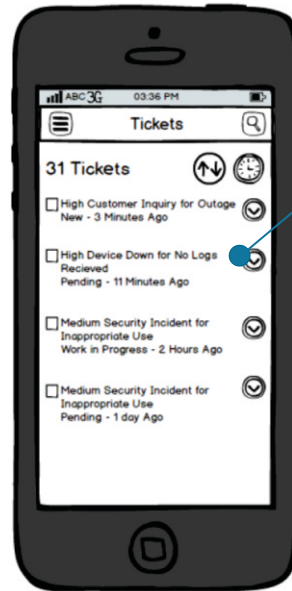 ABC 3G 03:36 PM
Tickets
31 Tickets
High Customer Inquiry for Outage
New - 3 Minutes Ago
High Device Down for No Logs
Recieved
Pending - 11 Minutes Ago
Medium Security Incident for
Inappropriate Use
Work in Progress - 2 Hours Ago
Medium Security Incident for
Inappropriate Use
Pending - 1 day Ago